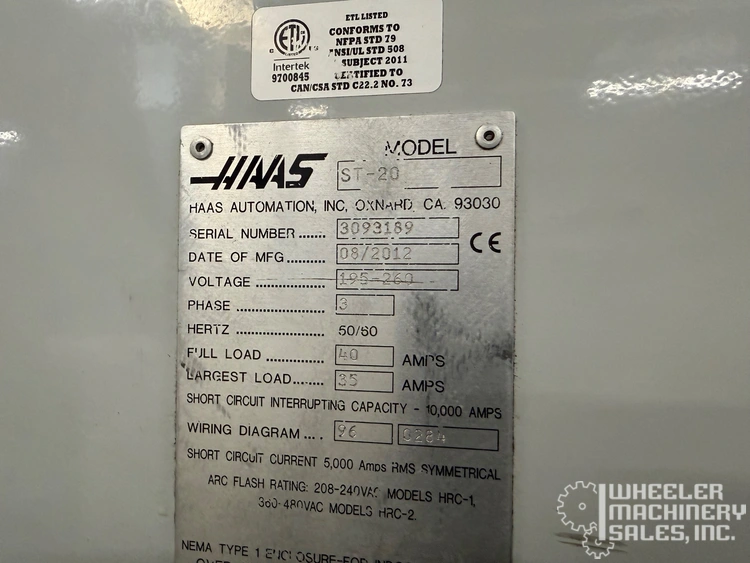 ETL LISTED
CONFORMS TO
NFPA STD 79
ANSI/UL STD 508
SUBJECT 2011
CERTIFIED TO
CAN/CSA STD C22.2 NO. 73
ETL
C US
Intertek
9700845
HAAS
MODEL
ST-20
HAAS AUTOMATION, INC, OXNARD, CA. 93030
SERIAL NUMBER ....... 3093189
CE
DATE OF MFG ......... 08/2012
VOLTAGE ................. 195-260
PHASE ..................... 3
HERTZ ..................... 50/60
FULL LOAD .............. 40 AMPS
LARGEST LOAD........ 35 AMPS
SHORT CIRCUIT INTERRUPTING CAPACITY - 10,000 AMPS
WIRING DIAGRAM .... 96 0284
SHORT CIRCUIT CURRENT 5,000 Amps RMS SYMMETRICAL
ARC FLASH RATING: 208-240VAC MODELS HRC-1,
360-480VAC MODELS HRC-2.
NEMA TYPE 1 ENCLOSURE-FOR
WHEELER
MACHINERY
SALES, INC.